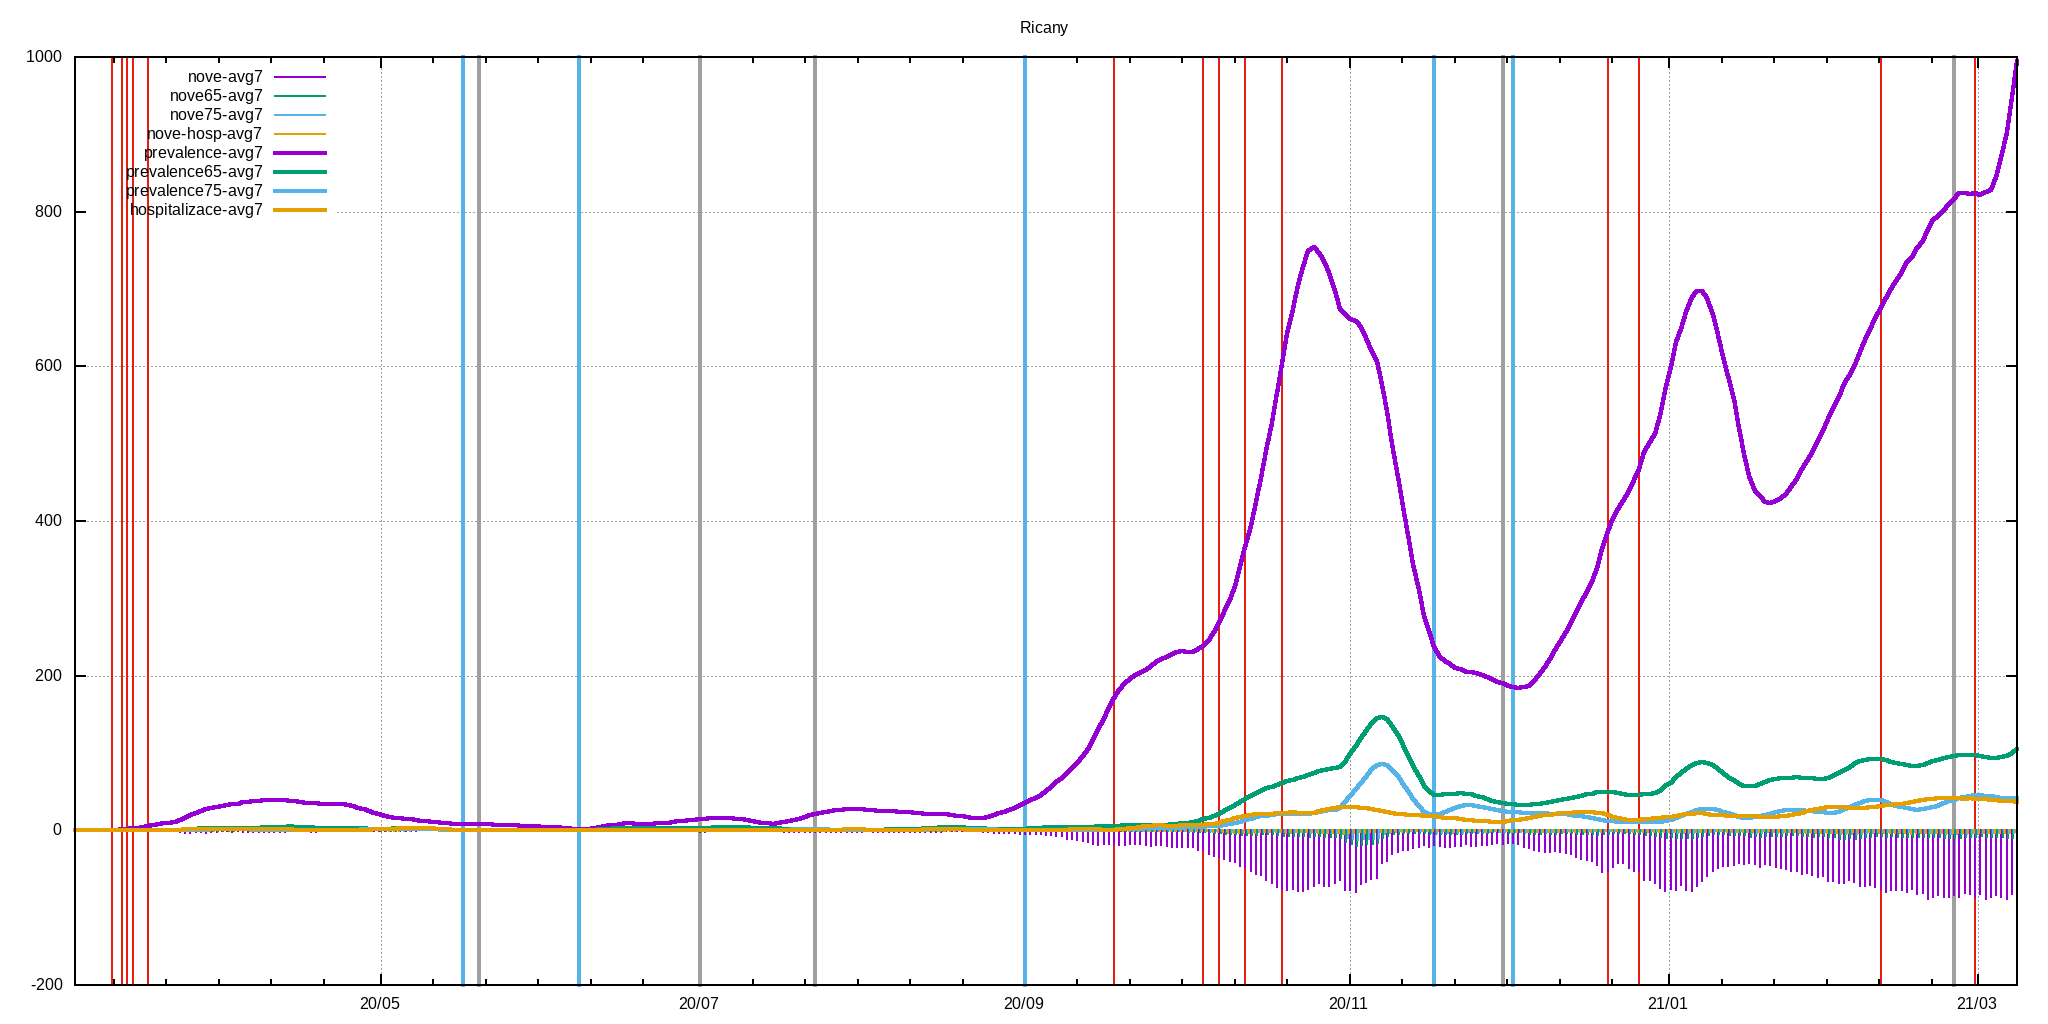 Ricany
1000
800
600
400
200
0
-200
nove-avg7
nove65-avg7
nove75-avg7
nove-hosp-avg7
prevalence-avg7
prevalence65-avg7
prevalence75-avg7
hospitalizace-avg7
20/05
20/07
20/09
20/11
21/01
21/03